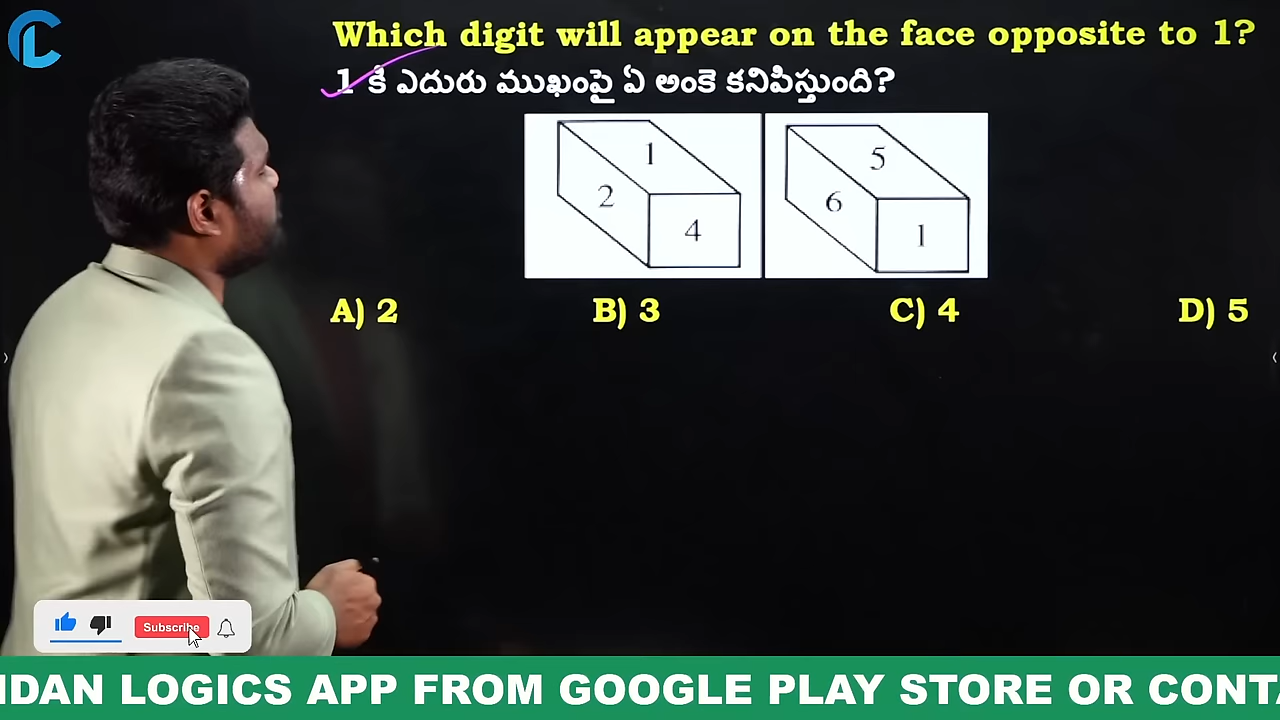 Which digit will appear on the face opposite to 1?
1 కి ఎదురు ముఖంపై ఏ అంకె కనిపిస్తుంది?
1
2
4
5
6
1
A) 2
B) 3
C) 4
D) 5
Subscribe
IDAN LOGICS APP FROM GOOGLE PLAY STORE OR CONTA